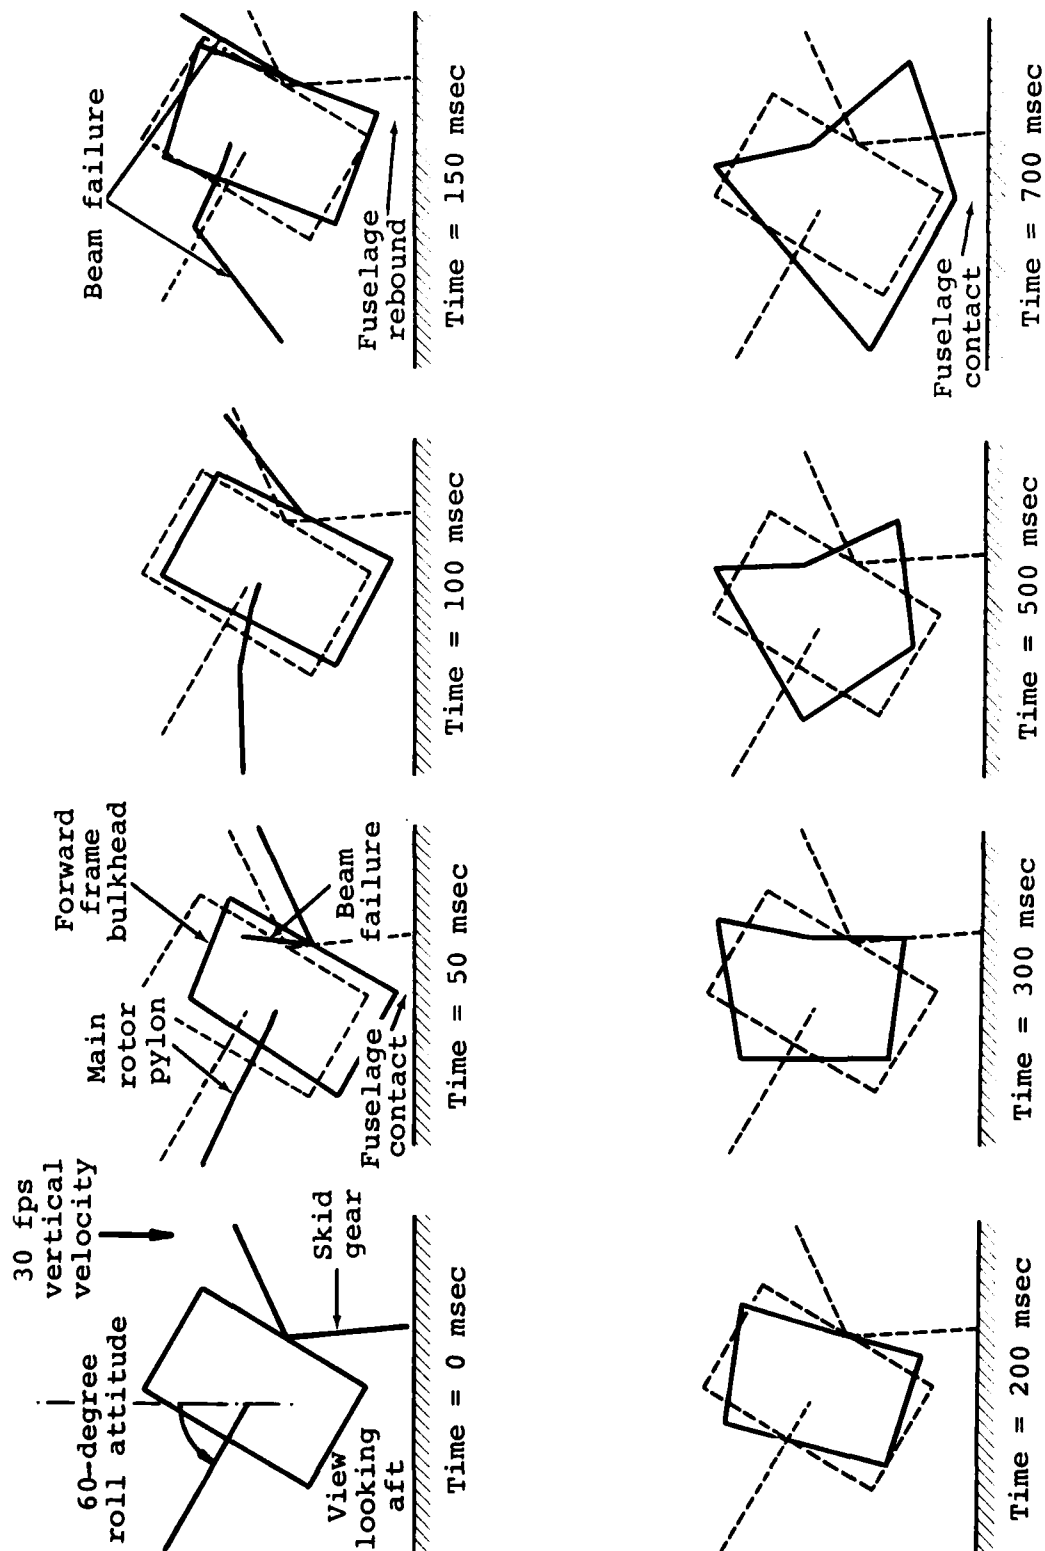 30 fps
vertical
velocity
60-degree
roll attitude
Skid
gear
View
looking
aft
Time = 0 msec
Forward
frame
bulkhead
Main
rotor
pylon
Beam
failure
Fuselage
contact
Time = 50 msec
Time = 100 msec
Beam failure
Fuselage
rebound
Time = 150 msec
Time = 200 msec
Time = 300 msec
Time = 500 msec
Fuselage
contact
Time = 700 msec